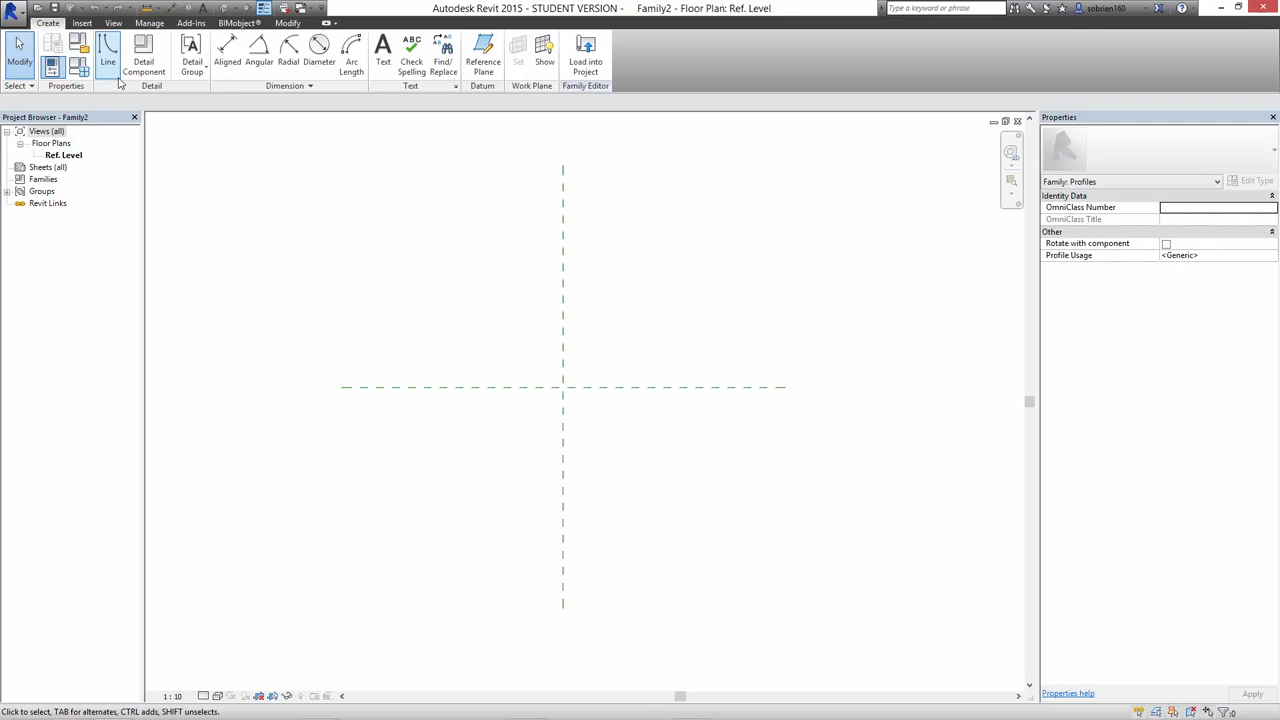 Autodesk Revit 2015 - STUDENT VERSION - Family2 - Floor Plan: Ref. Level
Type a keyword or phrase
sobrien160
Create Insert View Manage Add-Ins BIMobject® Modify
Modify
Line
Detail Component
Detail Group
Aligned
Angular
Radial
Diameter
Arc Length
Text
Check Spelling
Find/ Replace
Reference Plane
Set
Show
Load into Project
Select Properties Detail Dimension Text Datum Work Plane Family Editor
Project Browser - Family2
Views (all)
Floor Plans
Ref. Level
Sheets (all)
Families
Groups
Revit Links
2D
Properties
Family: Profiles
Edit Type
Identity Data
OmniClass Number
OmniClass Title
Other
Rotate with component
Profile Usage <Generic>
1 : 10
Properties help
Apply
Click to select, TAB for alternates, CTRL adds, SHIFT unselects.
:0